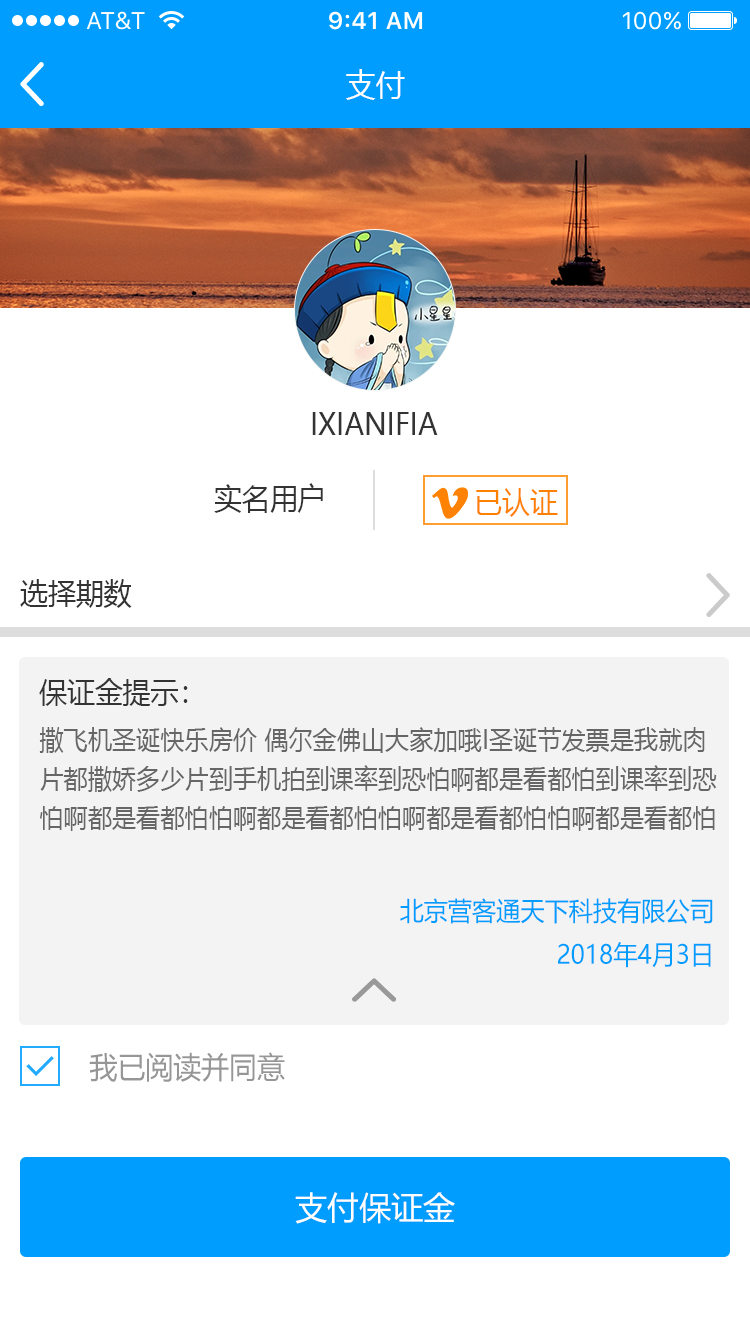 AT&T 9:41 AM 100%
支付
小星星
IXIANIFIA
实名用户 已认证
选择期数
保证金提示：
撒飞机圣诞快乐房价 偶尔金佛山大家加哦l圣诞节发票是我就肉
片都撒娇多少片到手机拍到课率到恐怕啊都是看都怕到课率到恐
怕啊都是看都怕怕啊都是看都怕怕啊都是看都怕怕啊都是看都怕
北京营客通天下科技有限公司
2018年4月3日
我已阅读并同意
支付保证金